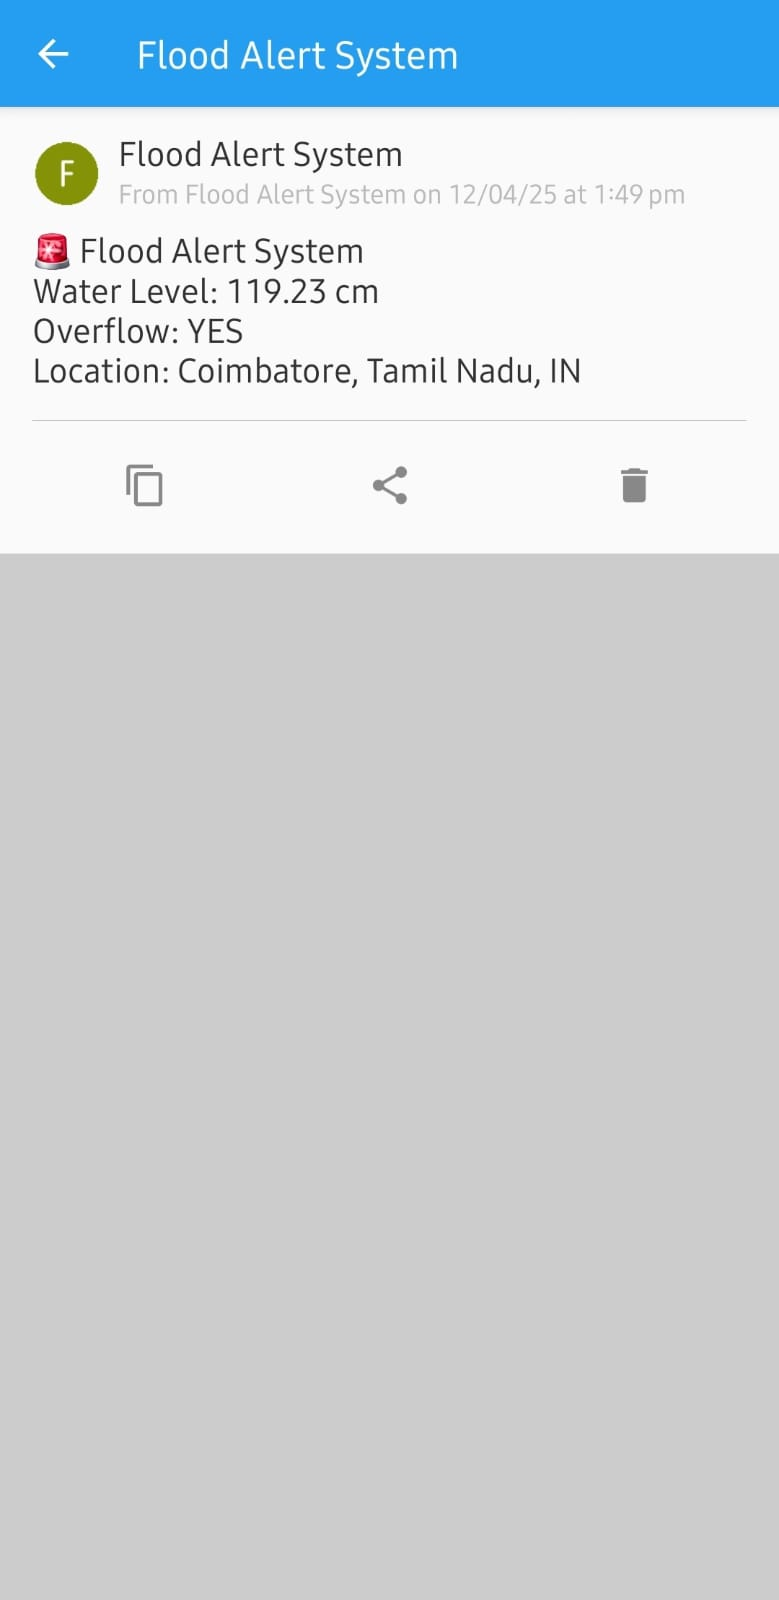 Flood Alert System
F
Flood Alert System
From Flood Alert System on 12/04/25 at 1:49 pm
🚨 Flood Alert System
Water Level: 119.23 cm
Overflow: YES
Location: Coimbatore, Tamil Nadu, IN